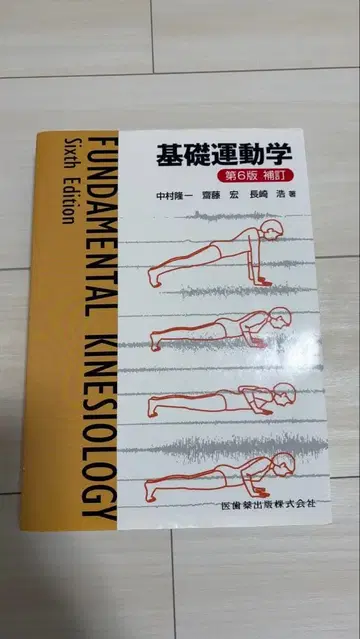 基礎運動学
第6版 補訂
中村隆一 齋藤 宏 長崎 浩 著
FUNDAMENTAL KINESIOLOGY
Sixth Edition
医歯薬出版株式会社